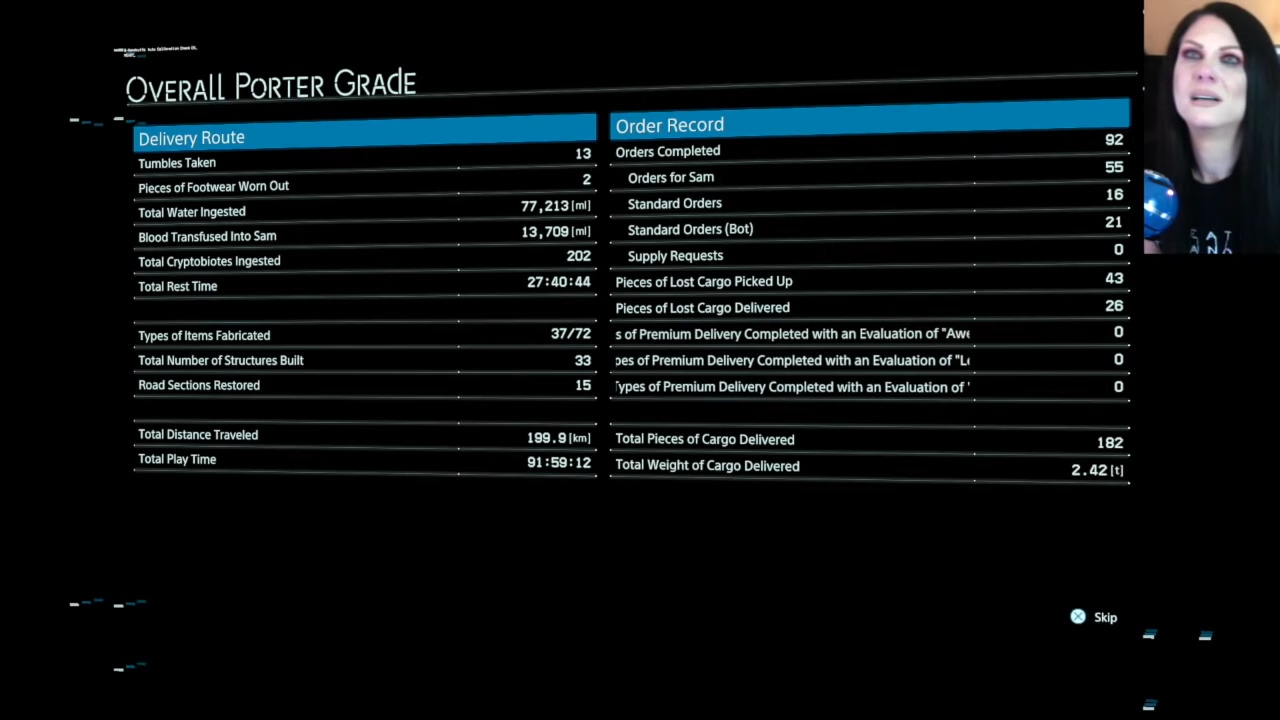 OVERALL PORTER GRADE
Delivery Route
Tumbles Taken 13
Pieces of Footwear Worn Out 2
Total Water Ingested 77,213[ml]
Blood Transfused Into Sam 13,709[ml]
Total Cryptobiotes Ingested 202
Total Rest Time 27:40:44
Types of Items Fabricated 37/72
Total Number of Structures Built 33
Road Sections Restored 15
Total Distance Traveled 199.9[km]
Total Play Time 91:59:12
Order Record
Orders Completed 92
Orders for Sam 55
Standard Orders 16
Standard Orders (Bot) 21
Supply Requests 0
Pieces of Lost Cargo Picked Up 43
Pieces of Lost Cargo Delivered 26
s of Premium Delivery Completed with an Evaluation of "Awe 0
pes of Premium Delivery Completed with an Evaluation of "Le 0
Types of Premium Delivery Completed with an Evaluation of " 0
Total Pieces of Cargo Delivered 182
Total Weight of Cargo Delivered 2.42[t]
Skip